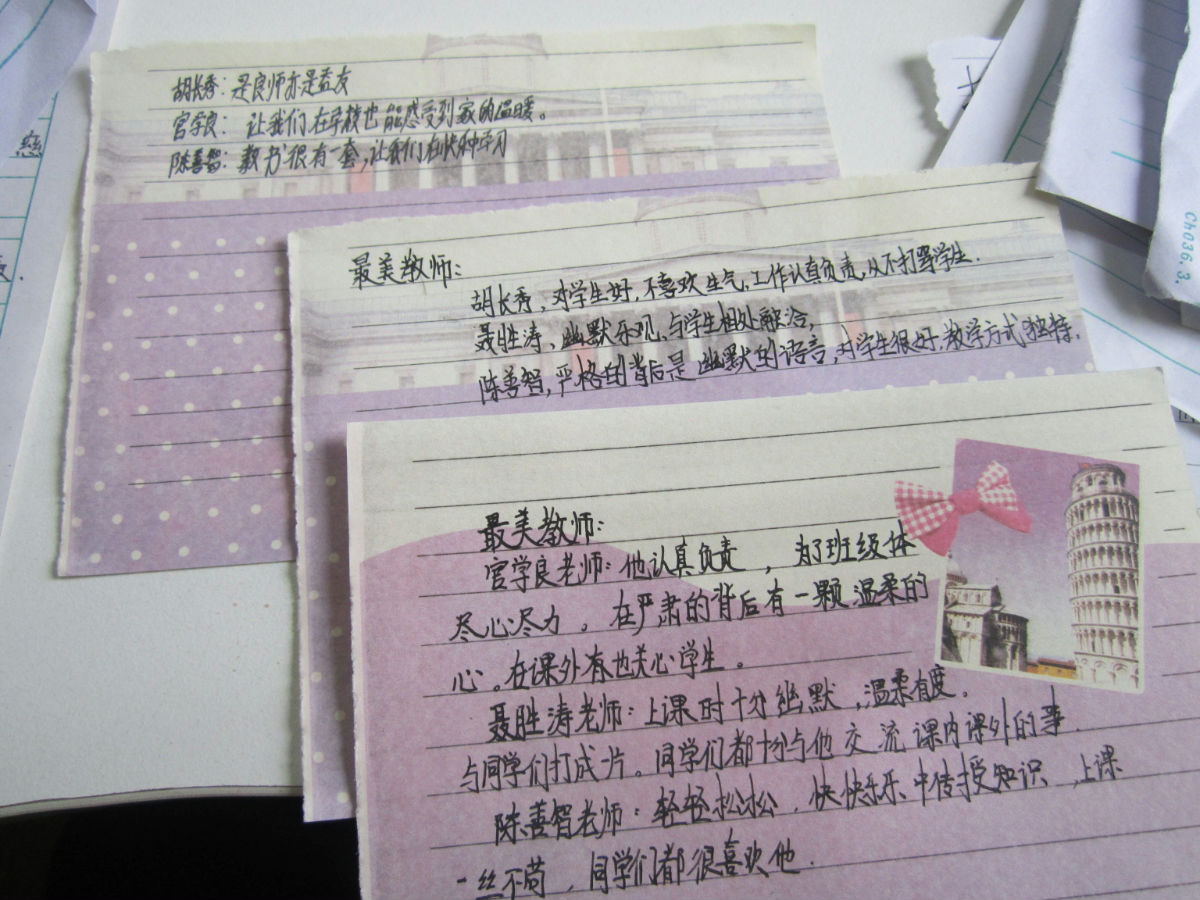 胡长秀：是良师亦是益友
官学良：让我们在学校也能感受到家的温暖。
陈善智：教书很有一套，让我们在快种学习
最美教师：
胡长秀、对学生好，不喜欢生气，工作认真负责，从不打骂学生.
聂胜涛、幽默乐观、与学生相处融洽，
陈善智，严格的背后是幽默的语言，对学生很好，教学方式独特，
最美教师：
官学良老师：他认真负责，为了班级体
尽心尽力。在严肃的背后有一颗温柔的
心。在课外有也关心学生。
聂胜涛老师：上课时十分幽默，温柔有度.
与同学们打成片。同学们都十分与他交流课内课外的事.
陈善智老师：轻轻松松.快快乐乐中传授知识 上课
一丝不苟，同学们都很喜欢他.
Ch036.3.